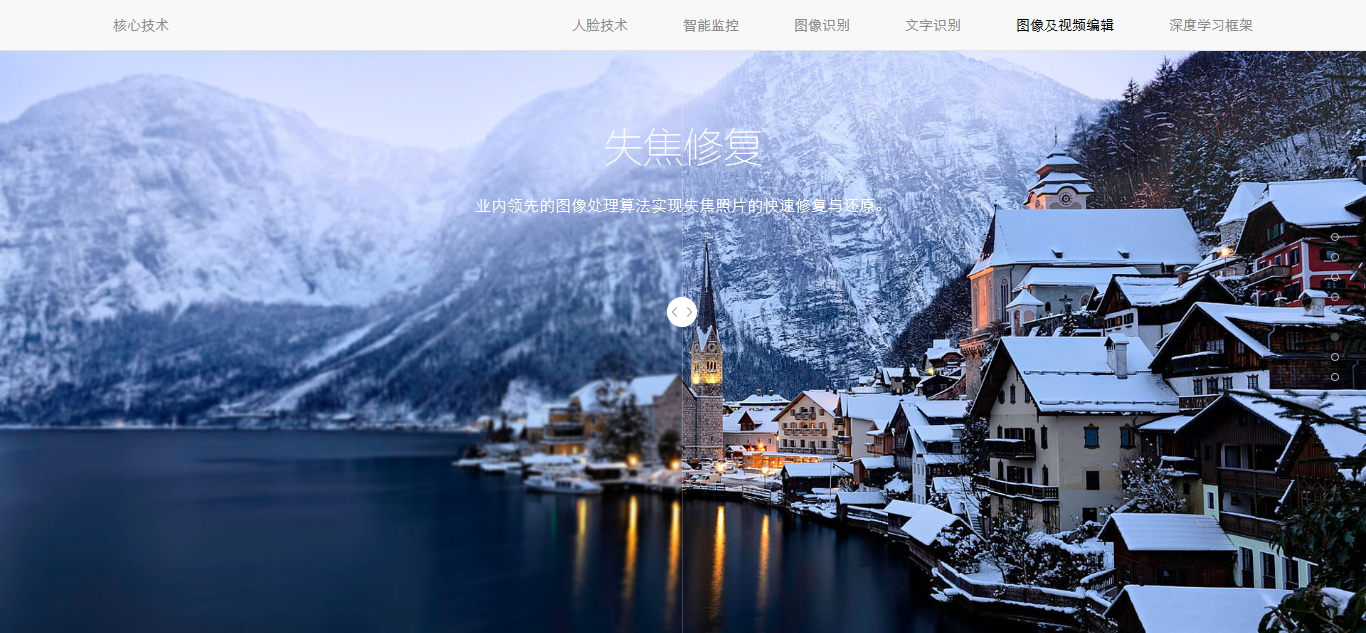 核心技术
人脸技术
智能监控
图像识别
文字识别
图像及视频编辑
深度学习框架
失焦修复
业内领先的图像处理算法实现失焦照片的快速修复与还原。